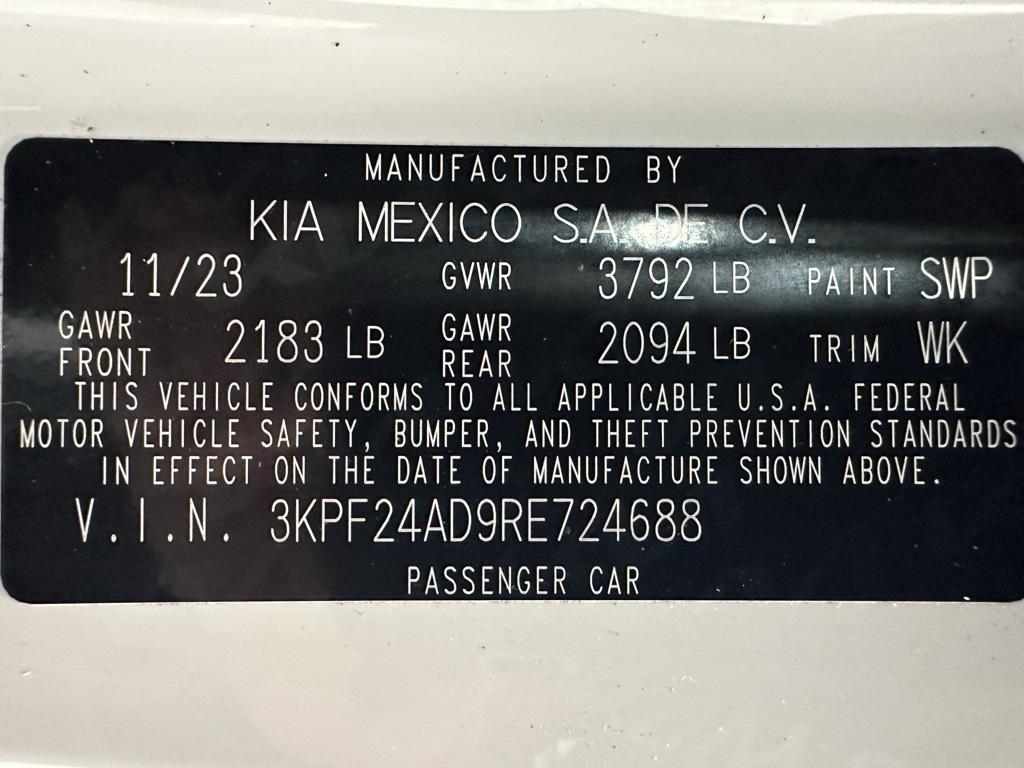 MANUFACTURED BY
KIA MEXICO S.A. DE C.V.
11/23 GVWR 3792 LB PAINT SWP
GAWR FRONT 2183 LB GAWR REAR 2094 LB TRIM WK
THIS VEHICLE CONFORMS TO ALL APPLICABLE U.S.A. FEDERAL
MOTOR VEHICLE SAFETY, BUMPER, AND THEFT PREVENTION STANDARDS
IN EFFECT ON THE DATE OF MANUFACTURE SHOWN ABOVE.
V.I.N. 3KPF24AD9RE724688
PASSENGER CAR